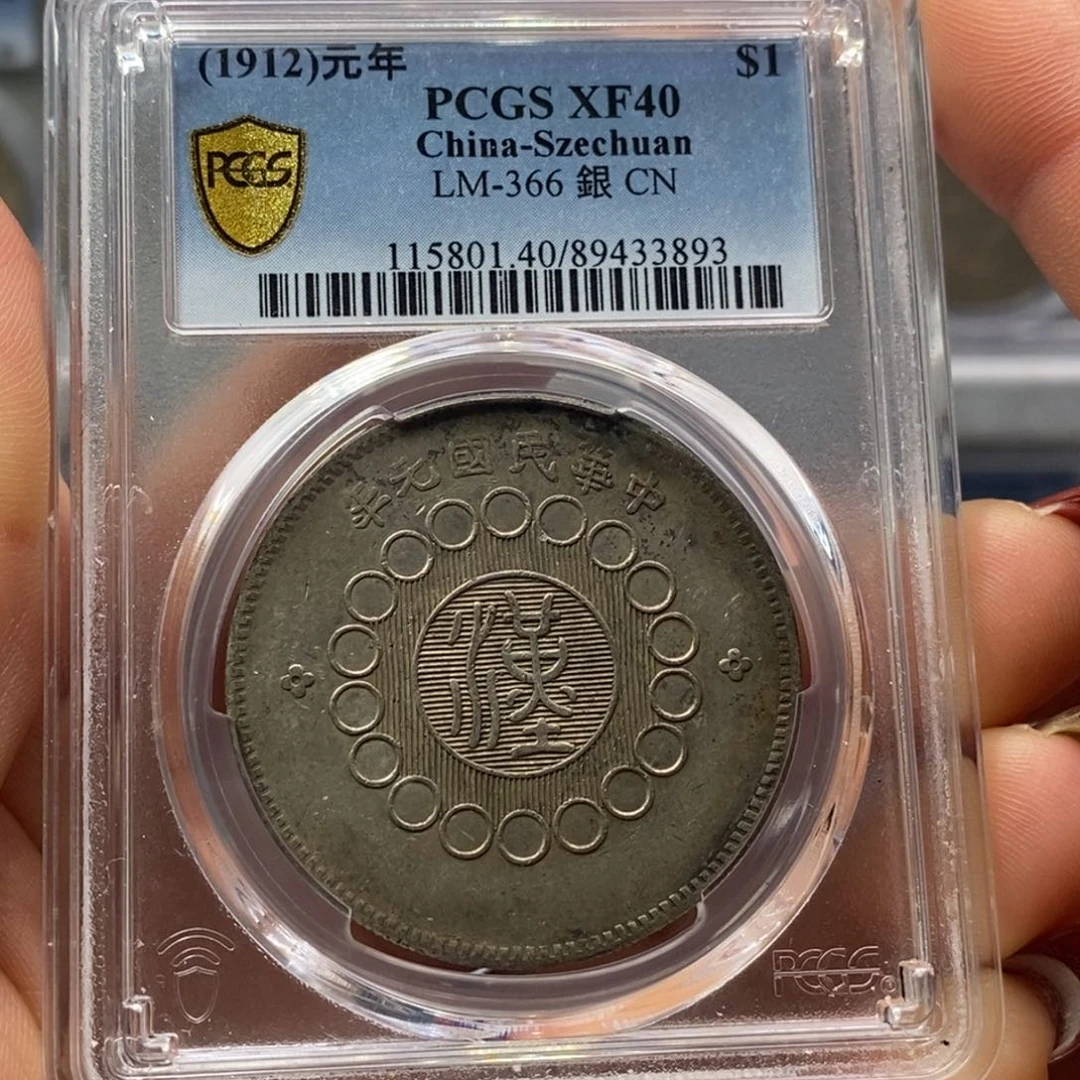 (1912)元年 $1
PCGS XF40
China-Szechuan
LM-366 銀 CN
PCGS
115801.40/89433893
年元國民華中
漢
PCGS